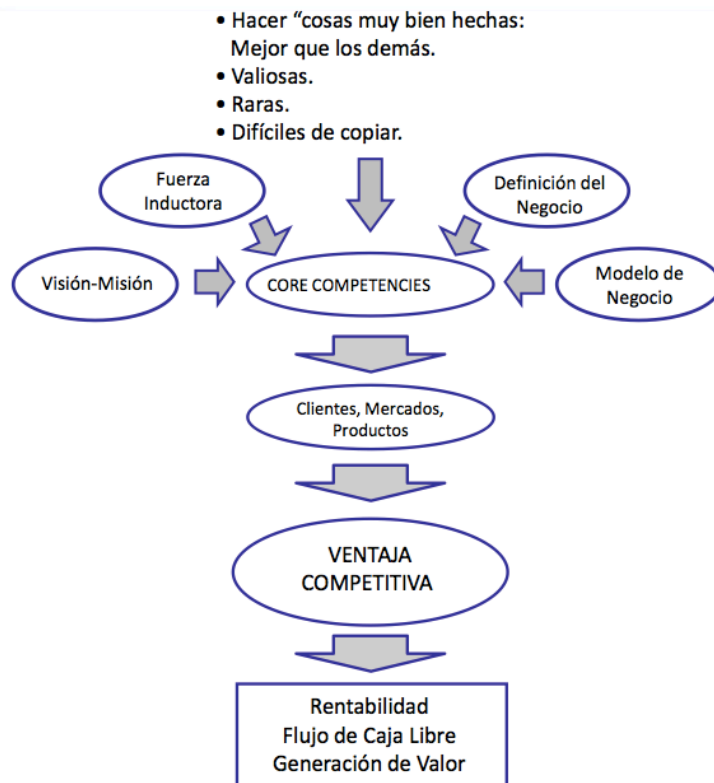 • Hacer “cosas muy bien hechas:
Mejor que los demás.
• Valiosas.
• Raras.
• Difíciles de copiar.
Fuerza
Inductora
Definición del
Negocio
Visión-Misión
CORE COMPETENCIES
Modelo de
Negocio
Clientes, Mercados,
Productos
VENTAJA
COMPETITIVA
Rentabilidad
Flujo de Caja Libre
Generación de Valor